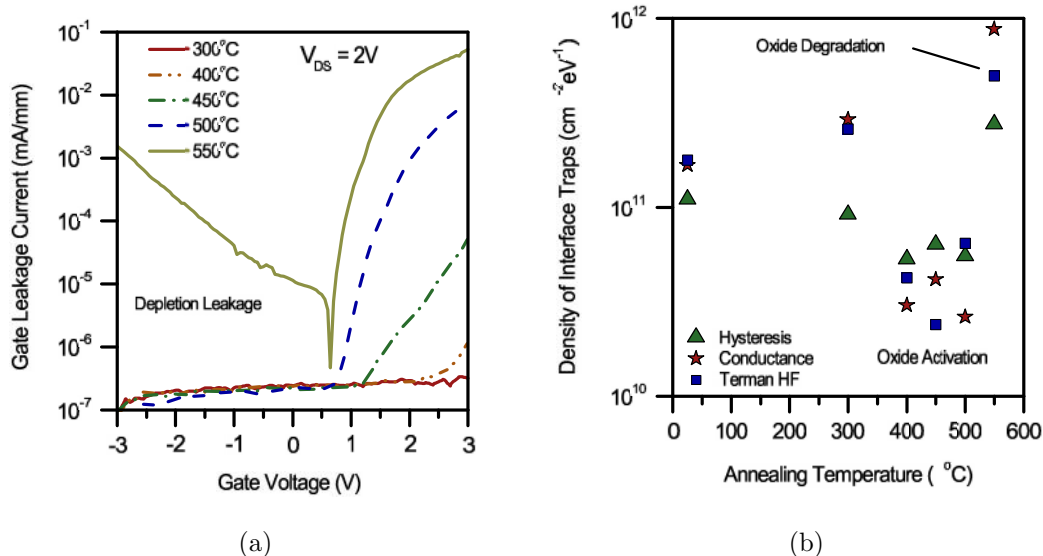 10^-1
10^-2
10^-3
10^-4
10^-5
10^-6
10^-7
Gate Leakage Current (mA/mm)
300°C
400°C
450°C
500°C
550°C
V_DS = 2V
Depletion Leakage
-3 -2 -1 0 1 2 3
Gate Voltage (V)
(a)
10^12
10^11
10^10
Density of Interface Traps (cm^-2eV^-1)
Oxide Degradation
Hysteresis
Conductance
Terman HF
Oxide Activation
0 100 200 300 400 500 600
Annealing Temperature (°C)
(b)